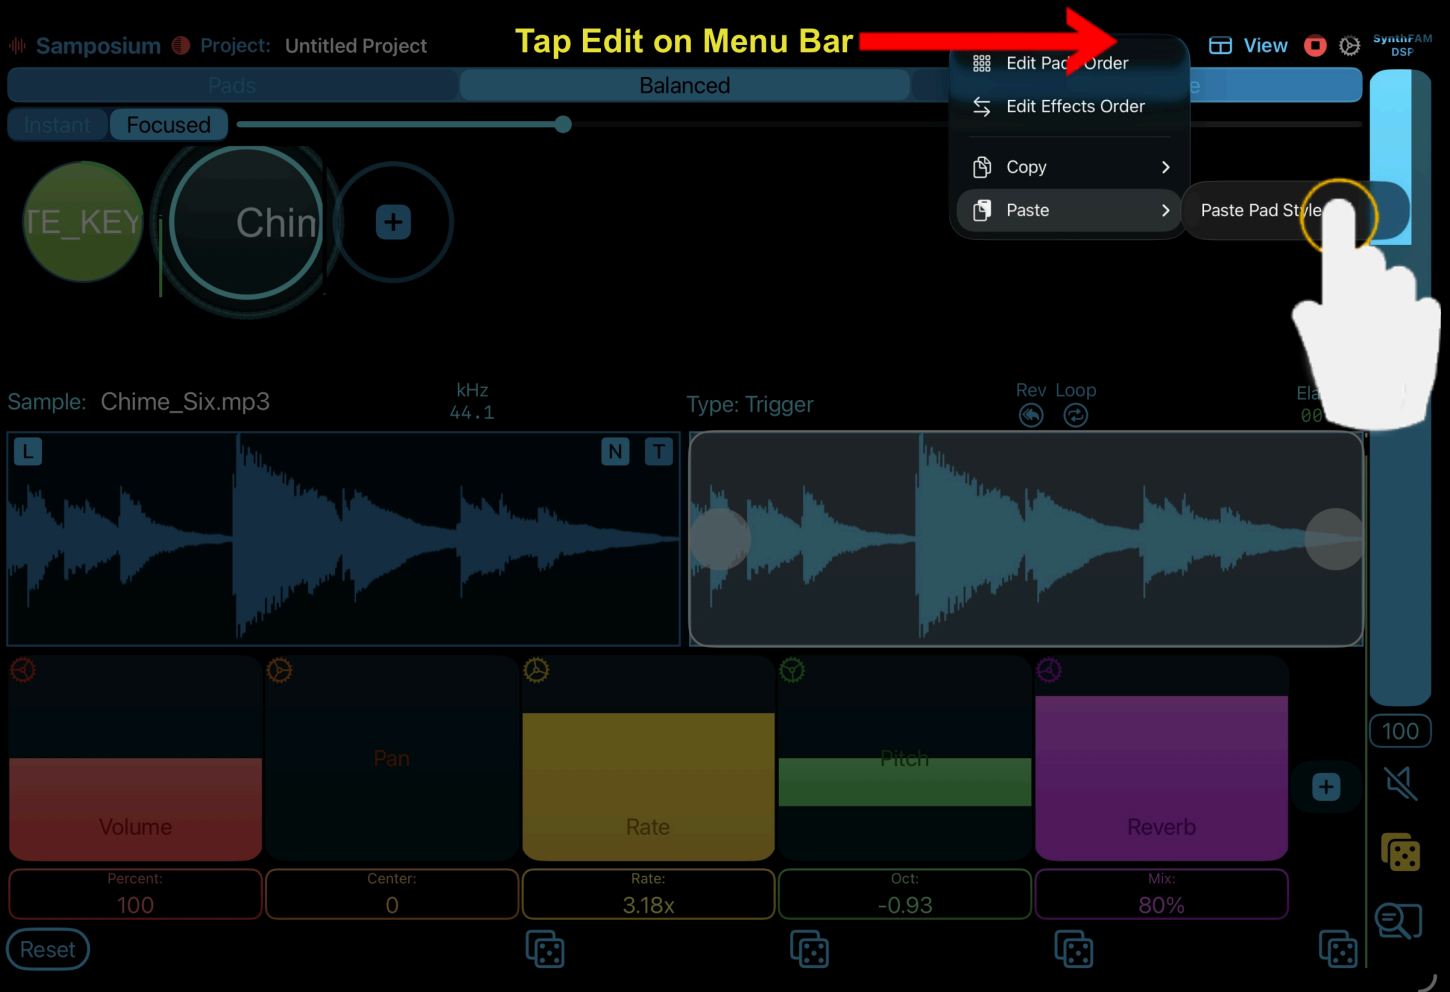 Samposium Project: Untitled Project
Tap Edit on Menu Bar
View
SynthFAM
DSP
Pads
Balanced
Edit Pads Order
Instant
Focused
Edit Effects Order
Copy
Paste
Paste Pad Style
TE_KEY
Chin
Sample: Chime_Six.mp3
kHz
44.1
Type: Trigger
Rev Loop
L
N
T
Volume
Pan
Rate
Pitch
Reverb
100
Percent:
100
Center:
0
Rate:
3.18x
Oct:
-0.93
Mix:
80%
Reset